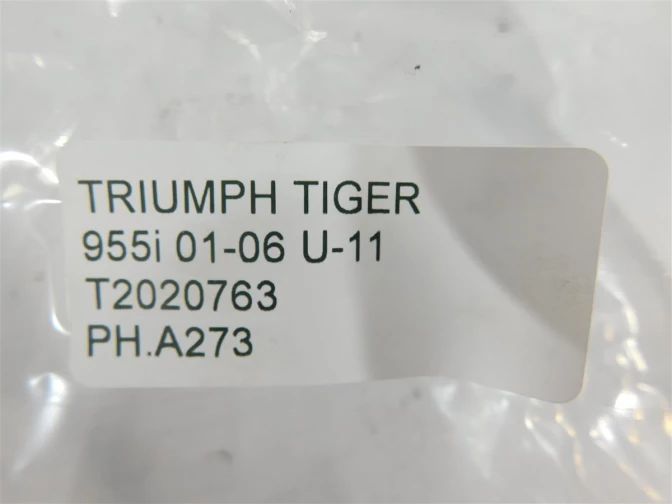 TRIUMPH TIGER
955i 01-06 U-11
T2020763
PH.A273